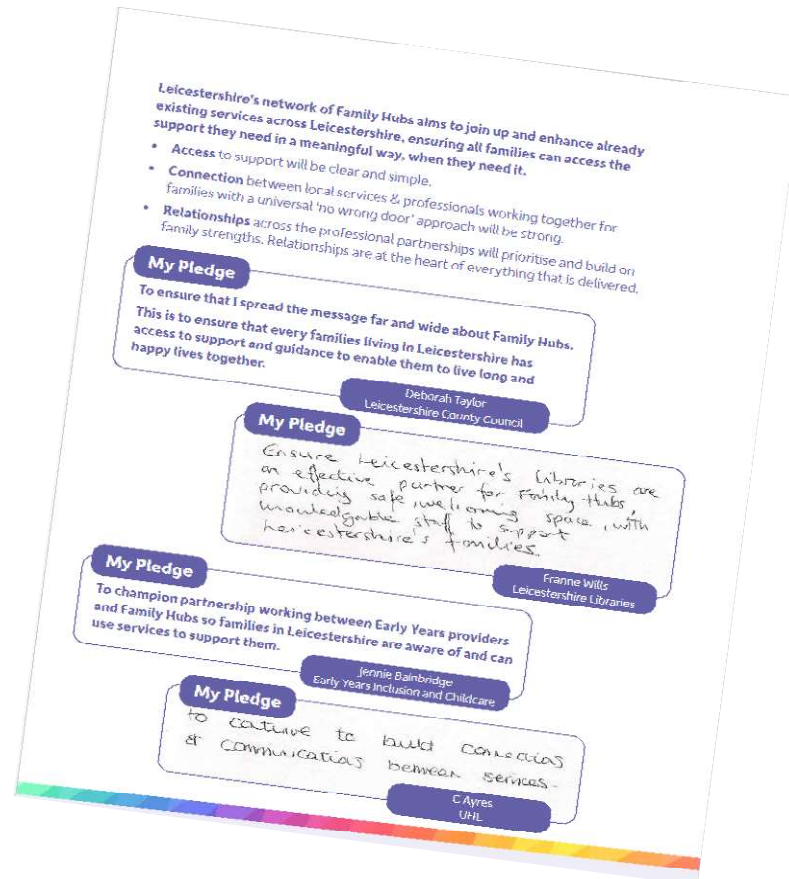 Leicestershire's network of Family Hubs aims to join up and enhance already
existing services across Leicestershire, ensuring all families can access the
support they need in a meaningful way, when they need it.
• Access to support will be clear and simple.
• Connection between local services & professionals working together for
families with a universal 'no wrong door' approach will be strong.
• Relationships across the professional partnerships will prioritise and build on
family strengths. Relationships are at the heart of everything that is delivered.
My Pledge
To ensure that I spread the message far and wide about Family Hubs.
This is to ensure that every families living in Leicestershire has
access to support and guidance to enable them to live long and
happy lives together.
Deborah Taylor
Leicestershire County Council
My Pledge
Ensure Leicestershire's Libraries are
an effective partner for Family Hubs,
providing safe, welcoming space, with
knowledgable staff to support
Leicestershire's families.
Franne Wills
Leicestershire Libraries
My Pledge
To champion partnership working between Early Years providers
and Family Hubs so families in Leicestershire are aware of and can
use services to support them.
Jennie Bainbridge
Early Years Inclusion and Childcare
My Pledge
to continue to build connections
& communications between services.
C Ayres
UHL